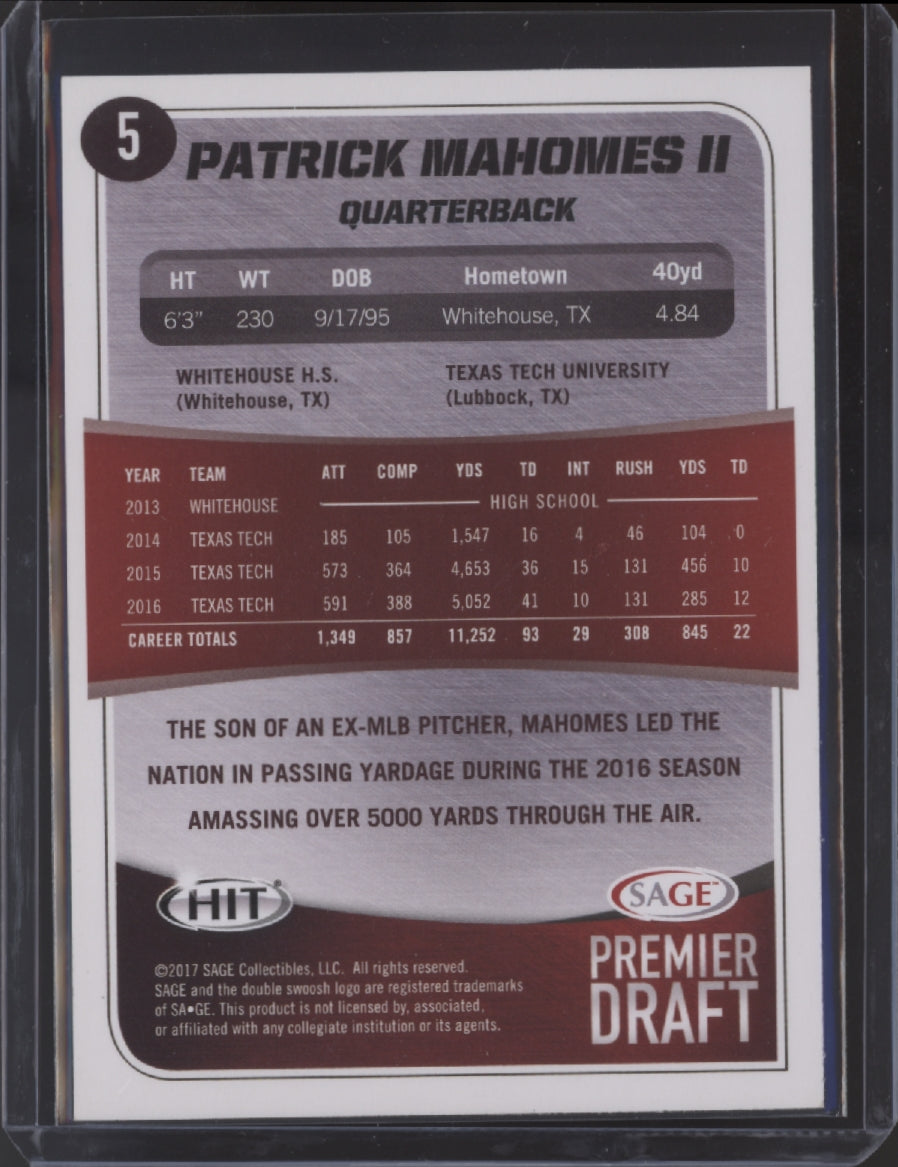 5
PATRICK MAHOMES II
QUARTERBACK
HT WT DOB Hometown 40yd
6'3" 230 9/17/95 Whitehouse, TX 4.84
WHITEHOUSE H.S. TEXAS TECH UNIVERSITY
(Whitehouse, TX) (Lubbock, TX)
YEAR TEAM ATT COMP YDS TD INT RUSH YDS TD
2013 WHITEHOUSE HIGH SCHOOL
2014 TEXAS TECH 185 105 1,547 16 4 46 104 0
2015 TEXAS TECH 573 364 4,653 36 15 131 456 10
2016 TEXAS TECH 591 388 5,052 41 10 131 285 12
CAREER TOTALS 1,349 857 11,252 93 29 308 845 22
THE SON OF AN EX-MLB PITCHER, MAHOMES LED THE
NATION IN PASSING YARDAGE DURING THE 2016 SEASON
AMASSING OVER 5000 YARDS THROUGH THE AIR.
HIT®
SAGE™
PREMIER
DRAFT
©2017 SAGE Collectibles, LLC. All rights reserved.
SAGE and the double swoosh logo are registered trademarks
of SA•GE. This product is not licensed by, associated,
or affiliated with any collegiate institution or its agents.